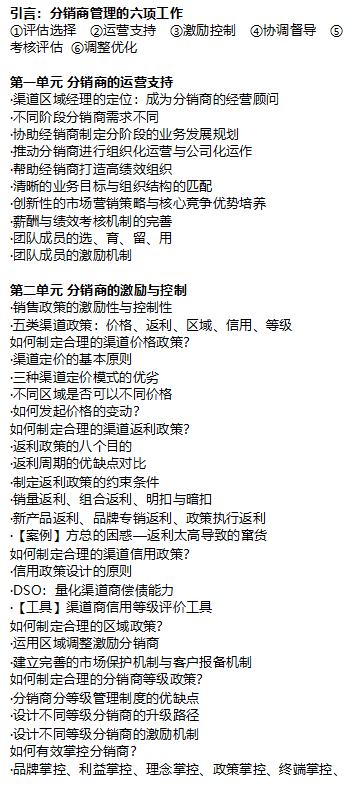 引言：分销商管理的六项工作
①评估选择 ②运营支持 ③激励控制 ④协调督导 ⑤
考核评估 ⑥调整优化
第一单元 分销商的运营支持
·渠道区域经理的定位：成为分销商的经营顾问
·不同阶段分销商需求不同
·协助经销商制定分阶段的业务发展规划
·推动分销商进行组织化运营与公司化运作
·帮助经销商打造高绩效组织
·清晰的业务目标与组织结构的匹配
·创新性的市场营销策略与核心竞争优势培养
·薪酬与绩效考核机制的完善
·团队成员的选、育、留、用
·团队成员的激励机制
第二单元 分销商的激励与控制
·销售政策的激励性与控制性
·五类渠道政策：价格、返利、区域、信用、等级
如何制定合理的渠道价格政策？
·渠道定价的基本原则
·三种渠道定价模式的优劣
·不同区域是否可以不同价格
·如何发起价格的变动？
如何制定合理的渠道返利政策？
·返利政策的八个目的
·返利周期的优缺点对比
·制定返利政策的约束条件
·销量返利、组合返利、明扣与暗扣
·新产品返利、品牌专销返利、政策执行返利
·【案例】方总的困惑—返利太高导致的窜货
如何制定合理的渠道信用政策？
·信用政策设计的原则
·DSO：量化渠道商偿债能力
·【工具】渠道商信用等级评价工具
如何制定合理的区域政策？
·运用区域调整激励分销商
·建立完善的市场保护机制与客户报备机制
如何制定合理的分销商等级政策？
·分销商分等级管理制度的优缺点
·设计不同等级分销商的升级路径
·设计不同等级分销商的激励机制
如何有效掌控分销商？
·品牌掌控、利益掌控、理念掌控、政策掌控、终端掌控、